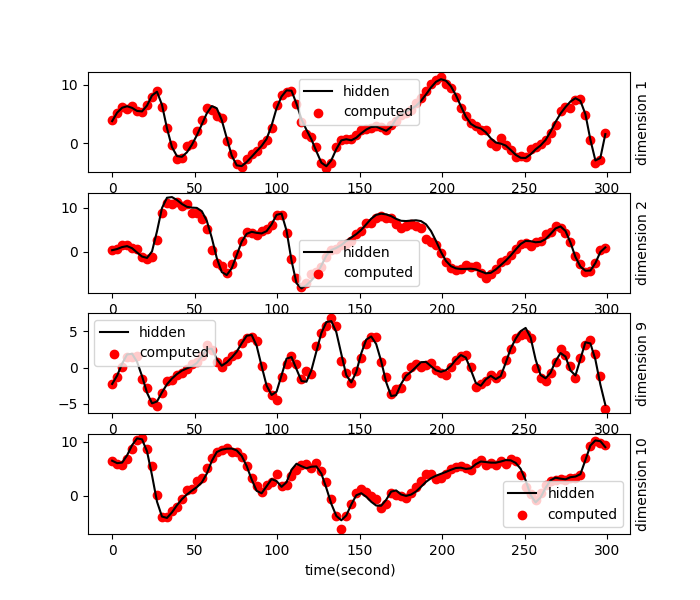 10
0
hidden
computed
dimension 1
0 50 100 150 200 250 300
10
0
hidden
computed
dimension 2
0 50 100 150 200 250 300
5
0
−5
hidden
computed
dimension 9
0 50 100 150 200 250 300
10
0
hidden
computed
dimension 10
0 50 100 150 200 250 300
time(second)